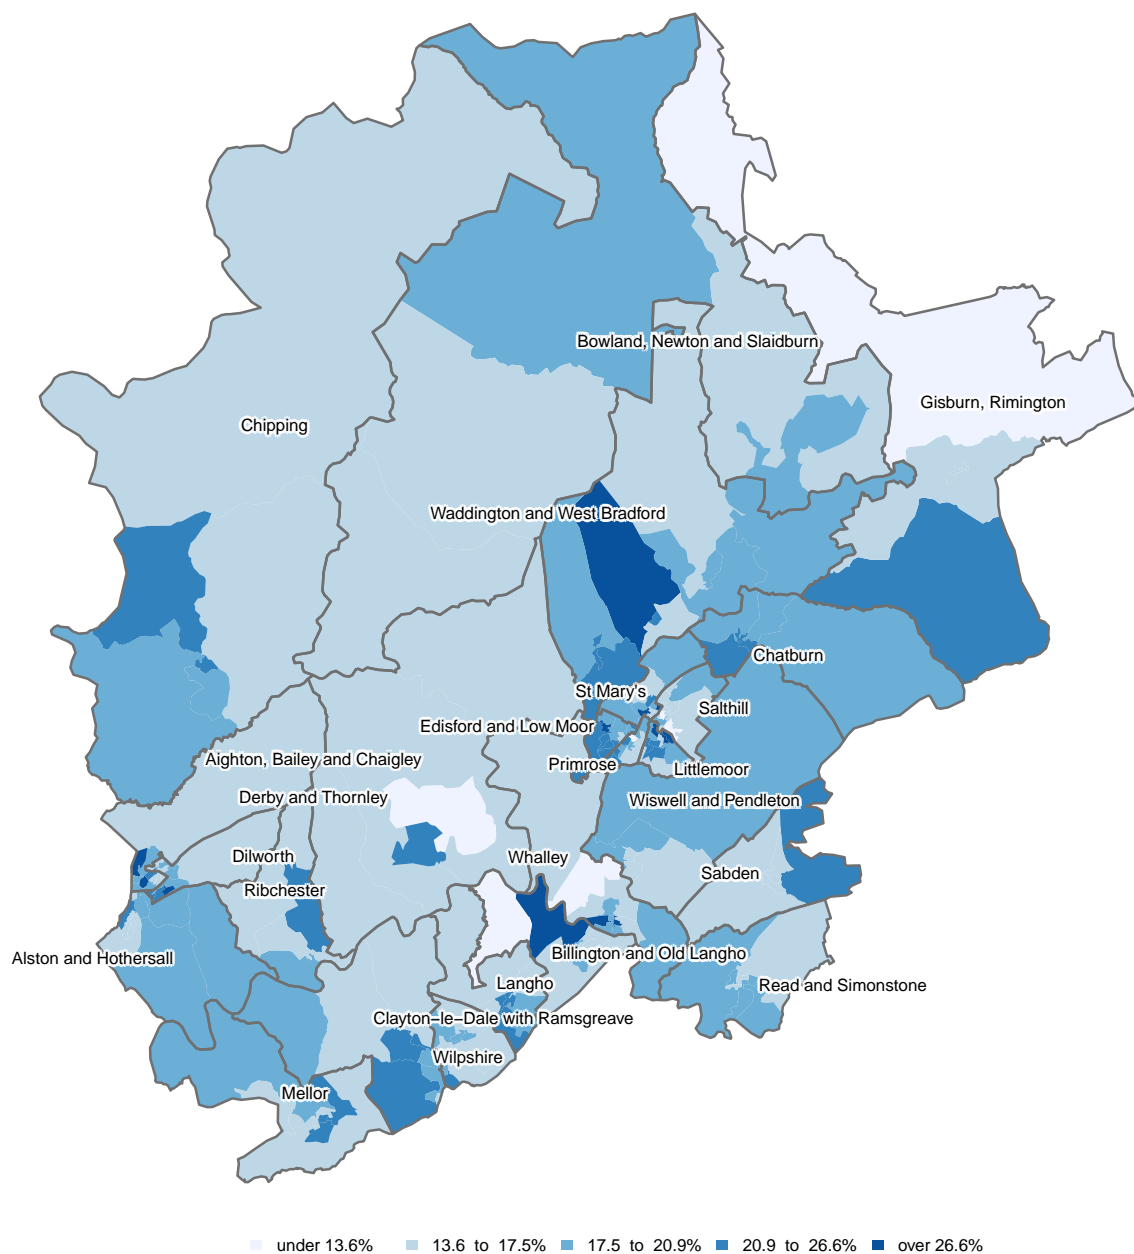 Bowland, Newton and Slaidburn
Gisburn, Rimington
Chipping
Waddington and West Bradford
Chatburn
St Mary's
Salthill
Edisford and Low Moor
Aighton, Bailey and Chaigley
Primrose
Littlemoor
Derby and Thornley
Wiswell and Pendleton
Dilworth
Whalley
Sabden
Ribchester
Billington and Old Langho
Alston and Hothersall
Langho
Read and Simonstone
Clayton−le−Dale with Ramsgreave
Wilpshire
Mellor
under 13.6% 13.6 to 17.5% 17.5 to 20.9% 20.9 to 26.6% over 26.6%